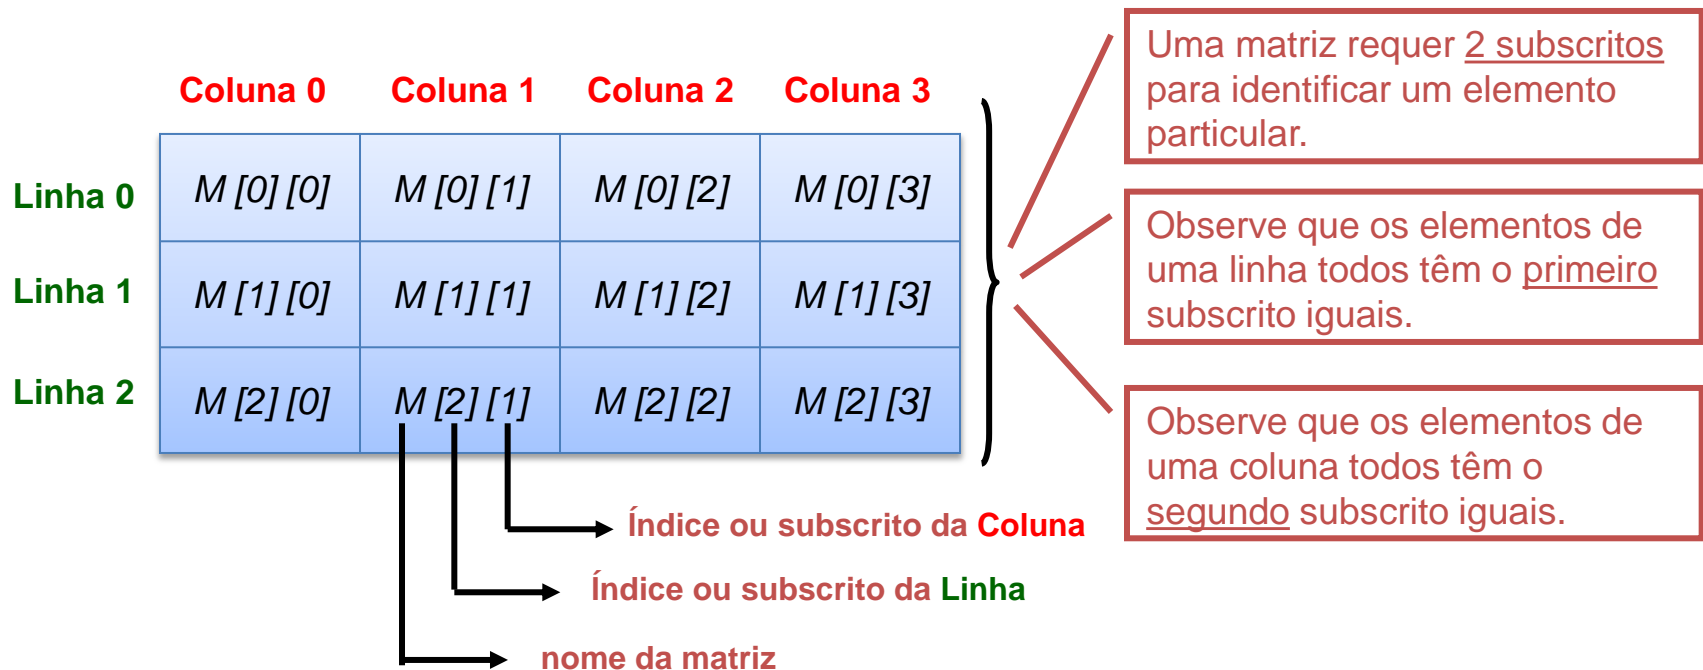 Coluna 0 Coluna 1 Coluna 2 Coluna 3
Linha 0 M [0] [0] M [0] [1] M [0] [2] M [0] [3]
Linha 1 M [1] [0] M [1] [1] M [1] [2] M [1] [3]
Linha 2 M [2] [0] M [2] [1] M [2] [2] M [2] [3]
Índice ou subscrito da Coluna
Índice ou subscrito da Linha
nome da matriz
Uma matriz requer 2 subscritos
para identificar um elemento
particular.
Observe que os elementos de
uma linha todos têm o primeiro
subscrito iguais.
Observe que os elementos de
uma coluna todos têm o
segundo subscrito iguais.